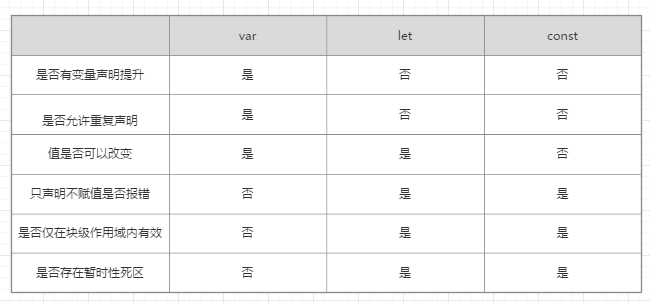 var let const
是否有变量声明提升 是 否 否
是否允许重复声明 是 否 否
值是否可以改变 是 是 否
只声明不赋值是否报错 否 是 是
是否仅在块级作用域内有效 否 是 是
是否存在暂时性死区 否 是 是